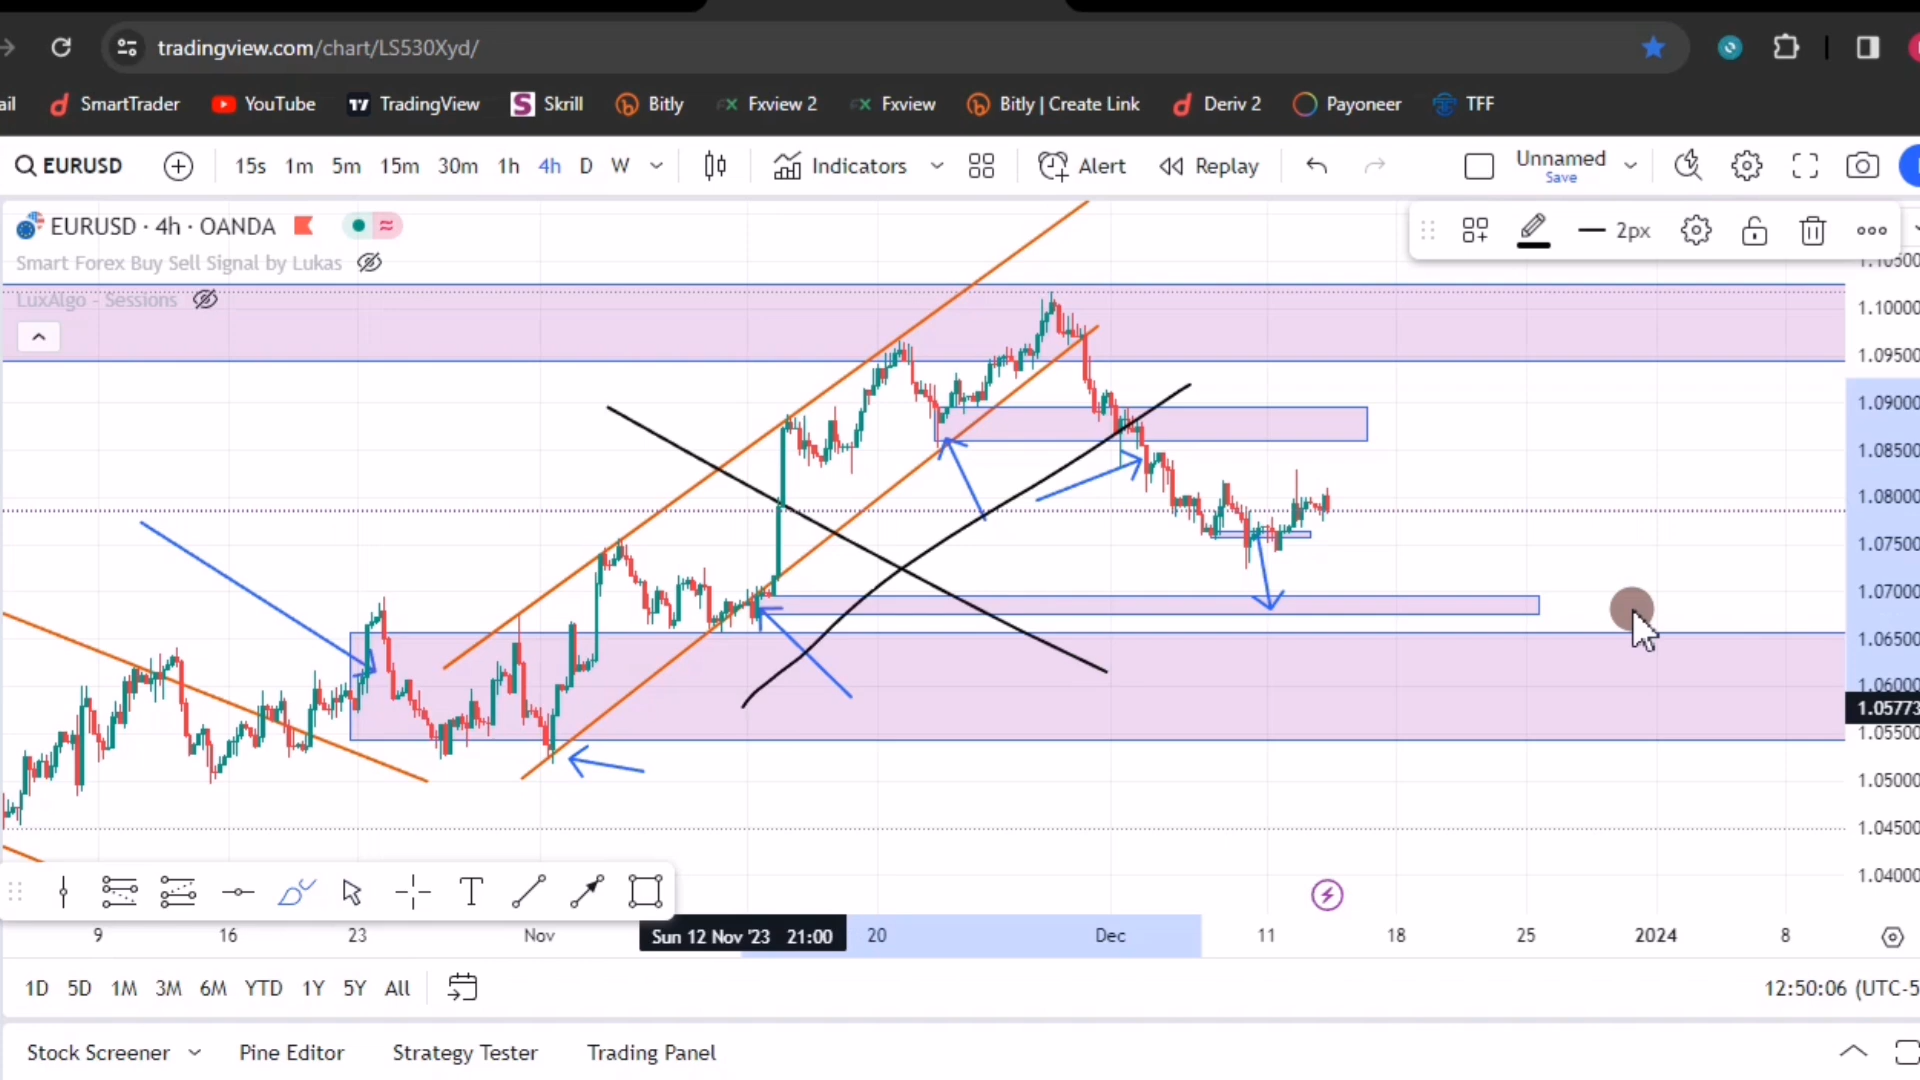 tradingview.com/chart/LS530Xyd/
ail SmartTrader YouTube TradingView Skrill Bitly Fxview 2 Fxview Bitly | Create Link Deriv 2 Payoneer TFF
EURUSD 15s 1m 5m 15m 30m 1h 4h D W Indicators Alert Replay Unnamed
Save
EURUSD · 4h · OANDA
2px
Smart Forex Buy Sell Signal by Lukas
LuxAlgo - Sessions
1.10500
1.10000
1.09500
1.09000
1.08500
1.08000
1.07500
1.07000
1.06500
1.06000
1.05773
1.05500
1.05000
1.04500
1.04000
9 16 23 Nov Sun 12 Nov '23 21:00 20 Dec 11 18 25 2024 8
1D 5D 1M 3M 6M YTD 1Y 5Y All 12:50:06 (UTC-5
Stock Screener Pine Editor Strategy Tester Trading Panel